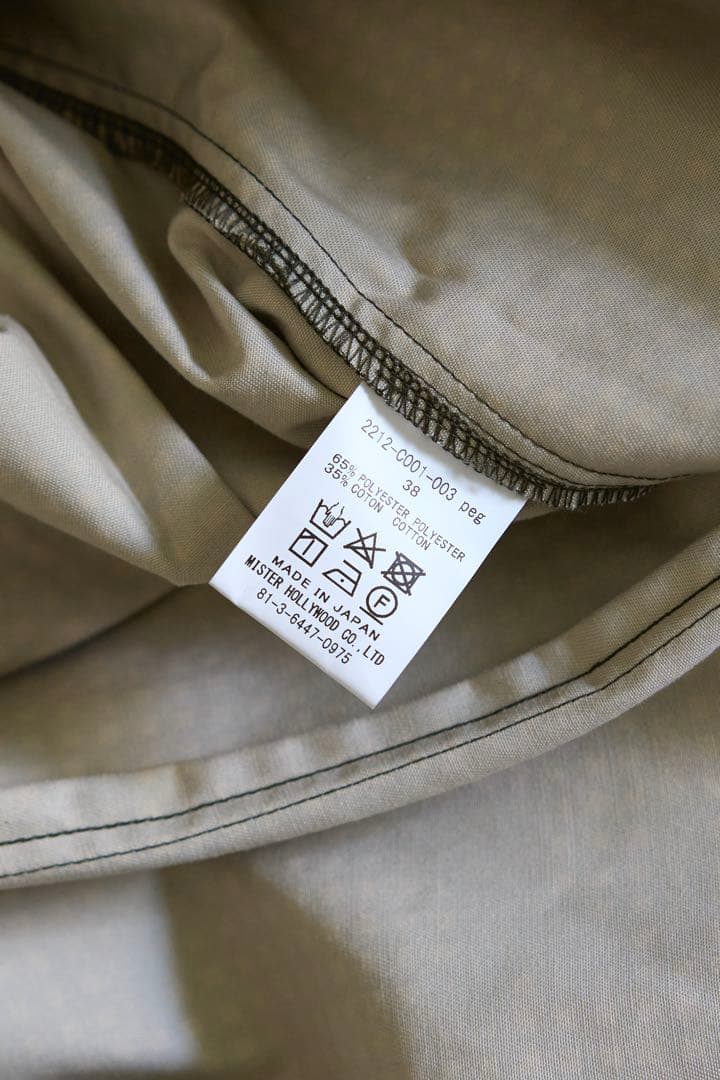 2212-C001-003 peg
38
65% POLYESTER POLYESTER
35% COTON COTTON
F
MADE IN JAPAN
MISTER HOLLYWOOD CO.,LTD
81-3-6447-0975